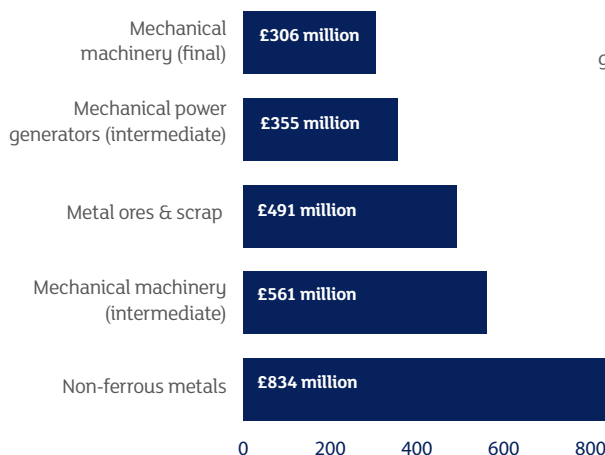 Mechanical
machinery (final)
£306 million
Mechanical power
generators (intermediate)
£355 million
Metal ores & scrap
£491 million
Mechanical machinery
(intermediate)
£561 million
Non-ferrous metals
£834 million
0 200 400 600 800